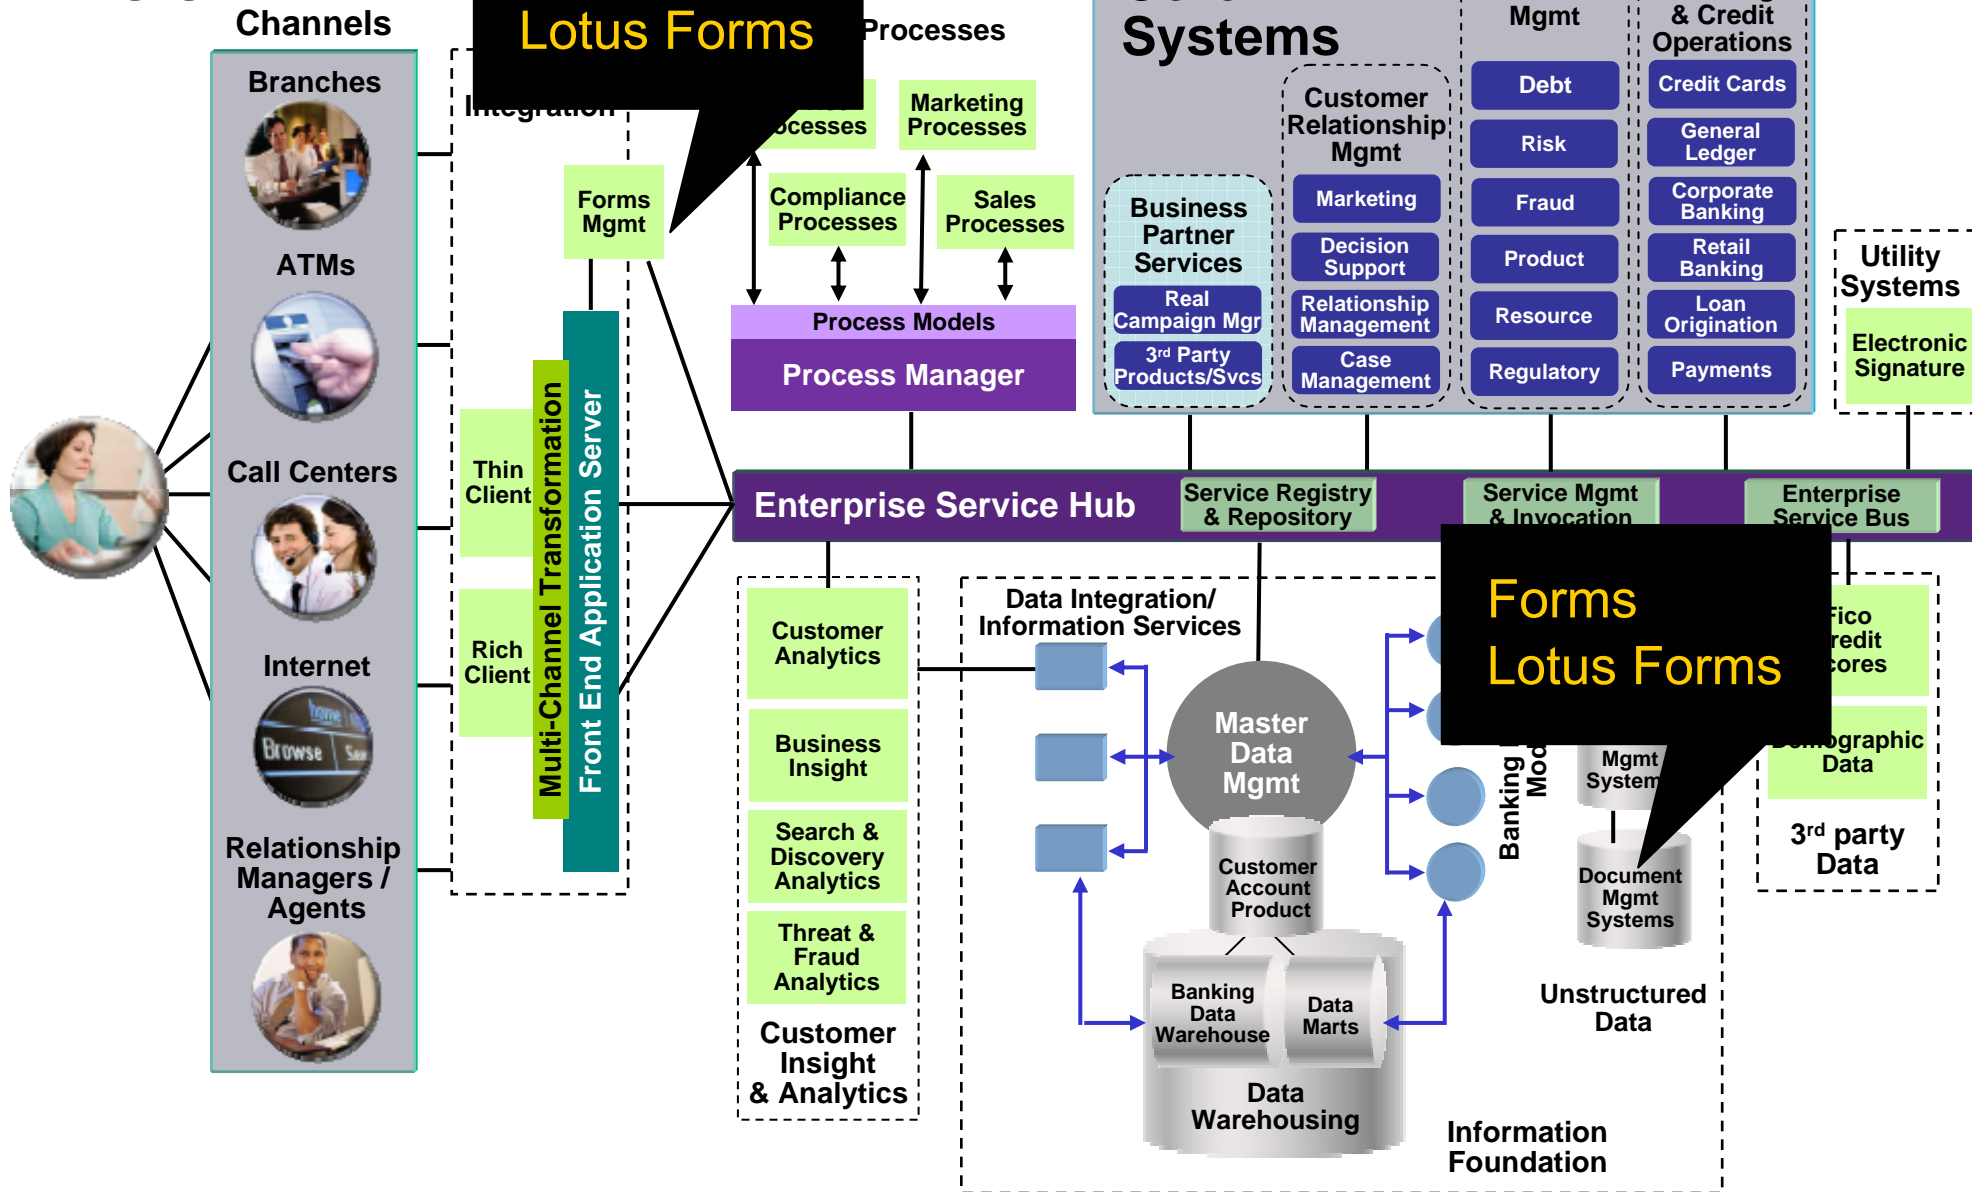 Channels
Branches
ATMs
Call Centers
Internet
Relationship
Managers /
Agents
Integration
Lotus Forms
Forms
Mgmt
Thin
Client
Rich
Client
Multi-Channel Transformation
Front End Application Server
Processes
Marketing
Processes
Compliance
Processes
Sales
Processes
Process Models
Process Manager
Systems
Business
Partner
Services
Real
Campaign Mgr
3rd Party
Products/Svcs
Customer
Relationship
Mgmt
Marketing
Decision
Support
Relationship
Management
Case
Management
Mgmt
Debt
Risk
Fraud
Product
Resource
Regulatory
& Credit
Operations
Credit Cards
General
Ledger
Corporate
Banking
Retail
Banking
Loan
Origination
Payments
Utility
Systems
Electronic
Signature
Enterprise Service Hub
Service Registry
& Repository
Service Mgmt
& Invocation
Enterprise
Service Bus
Customer
Analytics
Business
Insight
Search &
Discovery
Analytics
Threat &
Fraud
Analytics
Customer
Insight
& Analytics
Data Integration/
Information Services
Master
Data
Mgmt
Customer
Account
Product
Banking
Data
Warehouse
Data
Marts
Data
Warehousing
Banking
Forms
Lotus Forms
Mgmt
System
Document
Mgmt
Systems
Unstructured
Data
Information
Foundation
Fico
Data
3rd party
Data